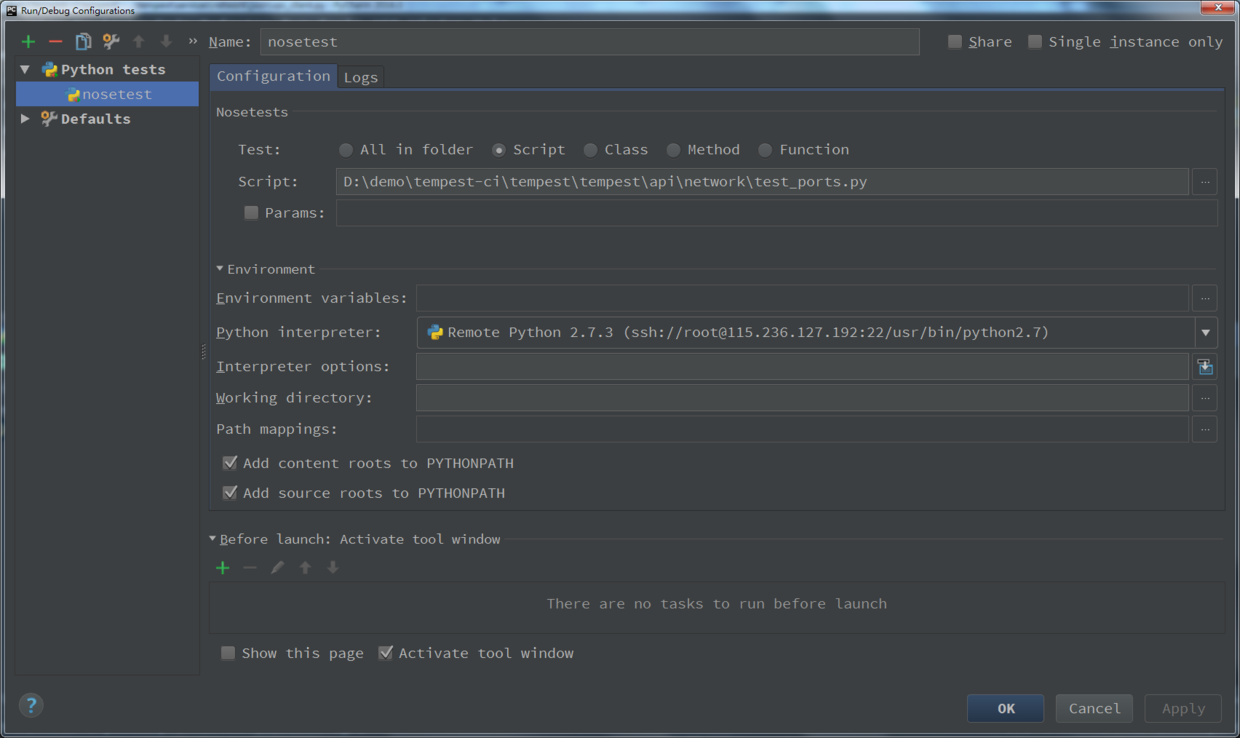 Run/Debug Configurations
Name: nosetest
Share
Single instance only
Python tests
nosetest
Defaults
Configuration
Logs
Nosetests
Test: All in folder Script Class Method Function
Script: D:\demo\tempest-ci\tempest\tempest\api\network\test_ports.py ...
Params:
Environment
Environment variables: ...
Python interpreter: Remote Python 2.7.3 (ssh://root@115.236.127.192:22/usr/bin/python2.7)
Interpreter options:
Working directory: ...
Path mappings: ...
Add content roots to PYTHONPATH
Add source roots to PYTHONPATH
Before launch: Activate tool window
There are no tasks to run before launch
Show this page Activate tool window
?
OK Cancel Apply